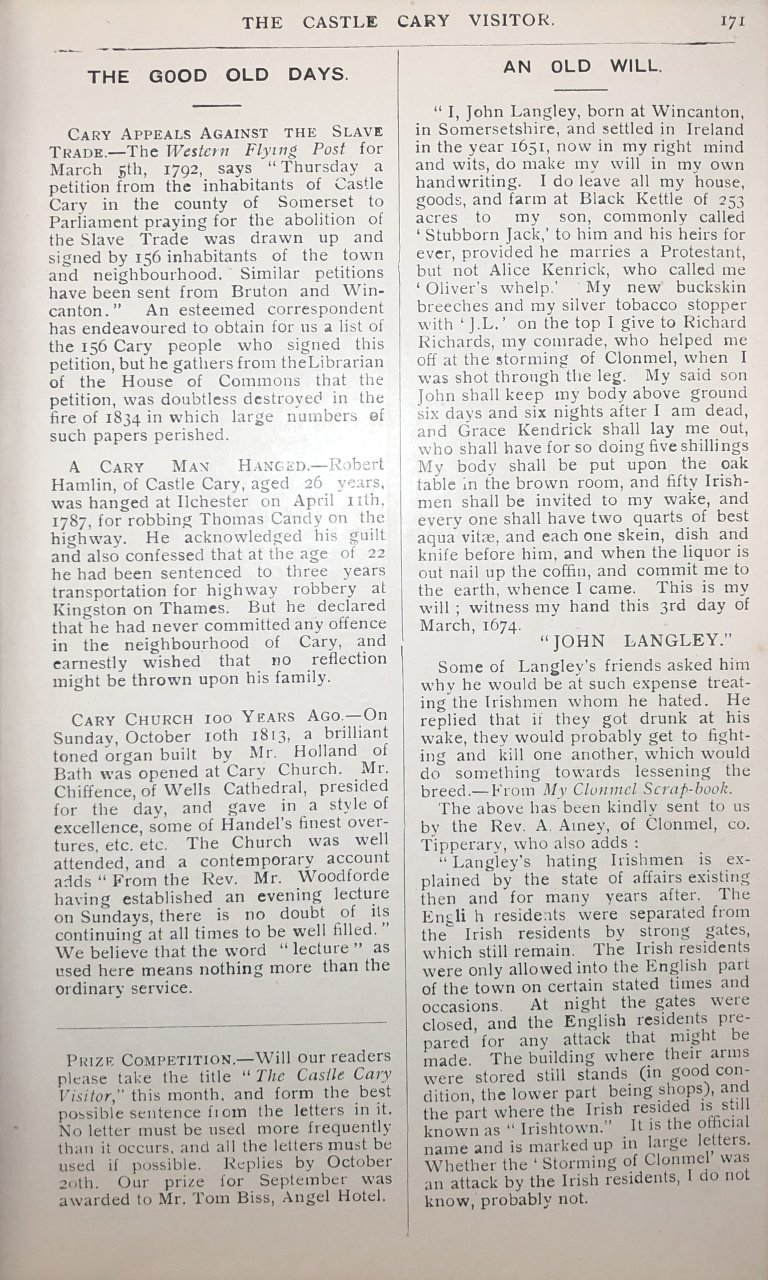 THE CASTLE CARY VISITOR. 171
THE GOOD OLD DAYS.
CARY APPEALS AGAINST THE SLAVE
TRADE.—The Western Flying Post for
March 5th, 1792, says "Thursday a
petition from the inhabitants of Castle
Cary in the county of Somerset to
Parliament praying for the abolition of
the Slave Trade was drawn up and
signed by 156 inhabitants of the town
and neighbourhood. Similar petitions
have been sent from Bruton and Win-
canton." An esteemed correspondent
has endeavoured to obtain for us a list of
the 156 Cary people who signed this
petition, but he gathers from the Librarian
of the House of Commons that the
petition, was doubtless destroyed in the
fire of 1834 in which large numbers of
such papers perished.
A CARY MAN HANGED.—Robert
Hamlin, of Castle Cary, aged 26 years,
was hanged at Ilchester on April 11th,
1787, for robbing Thomas Candy on the
highway. He acknowledged his guilt
and also confessed that at the age of 22
he had been sentenced to three years
transportation for highway robbery at
Kingston on Thames. But he declared
that he had never committed any offence
in the neighbourhood of Cary, and
earnestly wished that no reflection
might be thrown upon his family.
CARY CHURCH 100 YEARS AGO.—On
Sunday, October 10th 1813, a brilliant
toned organ built by Mr. Holland of
Bath was opened at Cary Church. Mr.
Chiffence, of Wells Cathedral, presided
for the day, and gave in a style of
excellence, some of Handel's finest over-
tures, etc. etc. The Church was well
attended, and a contemporary account
adds "From the Rev. Mr. Woodforde
having established an evening lecture
on Sundays, there is no doubt of its
continuing at all times to be well filled."
We believe that the word "lecture" as
used here means nothing more than the
ordinary service.
PRIZE COMPETITION.—Will our readers
please take the title "The Castle Cary
Visitor," this month, and form the best
possible sentence from the letters in it.
No letter must be used more frequently
than it occurs, and all the letters must be
used if possible. Replies by October
20th. Our prize for September was
awarded to Mr. Tom Biss, Angel Hotel.
AN OLD WILL.
"I, John Langley, born at Wincanton,
in Somersetshire, and settled in Ireland
in the year 1651, now in my right mind
and wits, do make my will in my own
handwriting. I do leave all my house,
goods, and farm at Black Kettle of 253
acres to my son, commonly called
'Stubborn Jack,' to him and his heirs for
ever, provided he marries a Protestant,
but not Alice Kenrick, who called me
'Oliver's whelp.' My new buckskin
breeches and my silver tobacco stopper
with 'J.L.' on the top I give to Richard
Richards, my comrade, who helped me
off at the storming of Clonmel, when I
was shot through the leg. My said son
John shall keep my body above ground
six days and six nights after I am dead,
and Grace Kendrick shall lay me out,
who shall have for so doing five shillings
My body shall be put upon the oak
table in the brown room, and fifty Irish-
men shall be invited to my wake, and
every one shall have two quarts of best
aqua vitæ, and each one skein, dish and
knife before him, and when the liquor is
out nail up the coffin, and commit me to
the earth, whence I came. This is my
will ; witness my hand this 3rd day of
March, 1674.
"JOHN LANGLEY."
Some of Langley's friends asked him
why he would be at such expense treat-
ing the Irishmen whom he hated. He
replied that if they got drunk at his
wake, they would probably get to fight-
ing and kill one another, which would
do something towards lessening the
breed.—From My Clonmel Scrap-book.
The above has been kindly sent to us
by the Rev. A. Amey, of Clonmel, co.
Tipperary, who also adds :
"Langley's hating Irishmen is ex-
plained by the state of affairs existing
then and for many years after. The
Engli h residents were separated from
the Irish residents by strong gates,
which still remain. The Irish residents
were only allowed into the English part
of the town on certain stated times and
occasions. At night the gates were
closed, and the English residents pre-
pared for any attack that might be
made. The building where their arms
were stored still stands (in good con-
dition, the lower part being shops), and
the part where the Irish resided is still
known as "Irishtown." It is the official
name and is marked up in large letters.
Whether the 'Storming of Clonmel' was
an attack by the Irish residents, I do not
know, probably not.